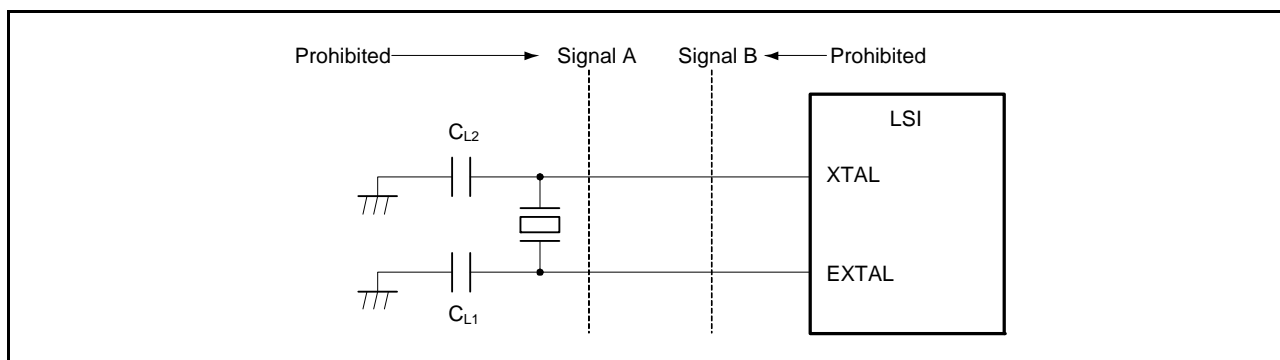 Prohibited Signal A Signal B Prohibited
LSI
CL2
XTAL
EXTAL
CL1